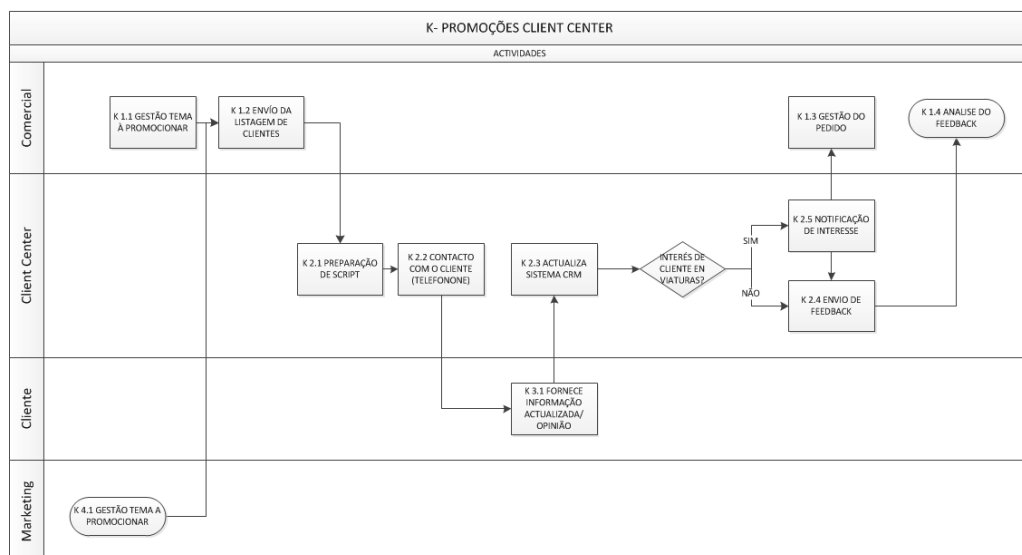 K- PROMOÇÕES CLIENT CENTER
ACTIVIDADES
Comercial
K 1.1 GESTÃO TEMA
À PROMOCIONAR
K 1.2 ENVÍO DA
LISTAGEM DE
CLIENTES
K 1.3 GESTÃO DO
PEDIDO
K 1.4 ANALISE DO
FEEDBACK
Client Center
K 2.1 PREPARAÇÃO
DE SCRIPT
K 2.2 CONTACTO
COM O CLIENTE
(TELEFONONE)
K 2.3 ACTUALIZA
SISTEMA CRM
INTERÉS DE
CLIENTE EN
VIATURAS?
SIM
NÃO
K 2.5 NOTIFICAÇÃO
DE INTERESSE
K 2.4 ENVIO DE
FEEDBACK
Cliente
K 3.1 FORNECE
INFORMAÇÃO
ACTUALIZADA/
OPINIÃO
Marketing
K 4.1 GESTÃO TEMA A
PROMOCIONAR